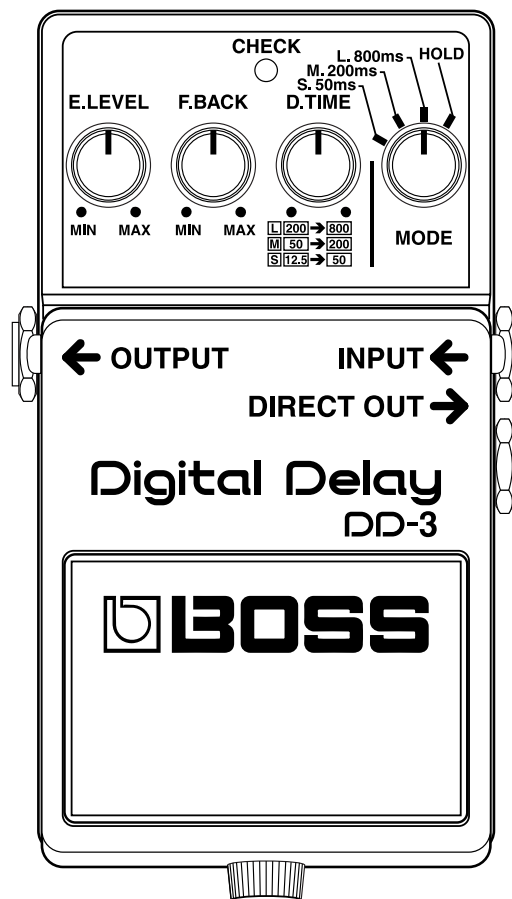 CHECK
L. 800ms
HOLD
M. 200ms
S. 50ms
E.LEVEL
F.BACK
D.TIME
MIN MAX
MIN MAX
L 200 → 800
M 50 → 200
S 12.5 → 50
MODE
← OUTPUT
INPUT ←
DIRECT OUT →
Digital Delay
DD-3
b BOSS